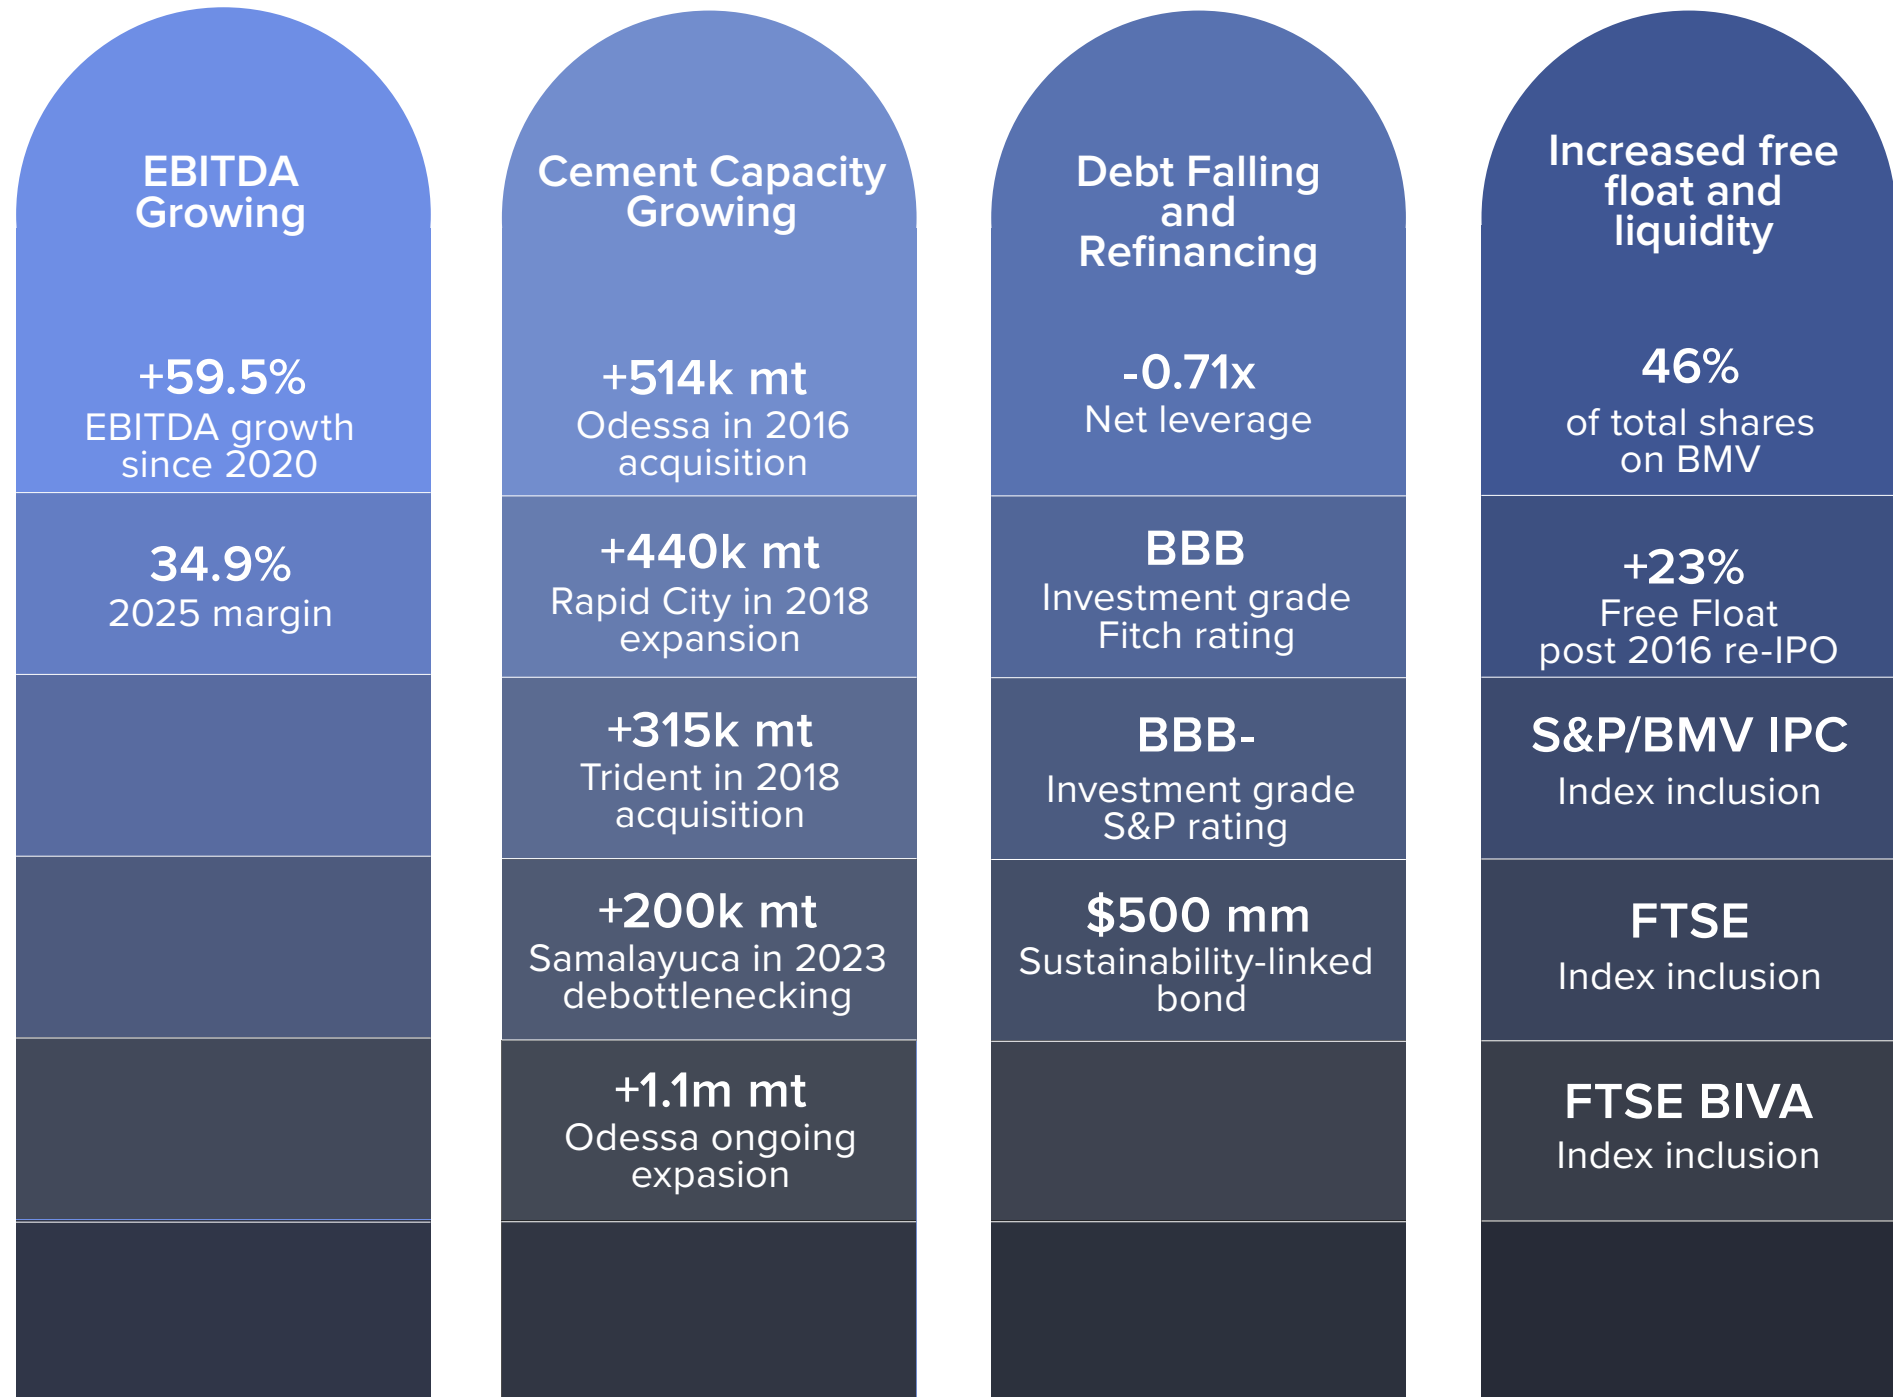 EBITDA
Growing
+59.5%
EBITDA growth
since 2020
34.9%
2025 margin
Cement Capacity
Growing
+514k mt
Odessa in 2016
acquisition
+440k mt
Rapid City in 2018
expansion
+315k mt
Trident in 2018
acquisition
+200k mt
Samalayuca in 2023
debottlenecking
+1.1m mt
Odessa ongoing
expasion
Debt Falling
and
Refinancing
-0.71x
Net leverage
BBB
Investment grade
Fitch rating
BBB-
Investment grade
S&P rating
$500 mm
Sustainability-linked
bond
Increased free
float and
liquidity
46%
of total shares
on BMV
+23%
Free Float
post 2016 re-IPO
S&P/BMV IPC
Index inclusion
FTSE
Index inclusion
FTSE BIVA
Index inclusion